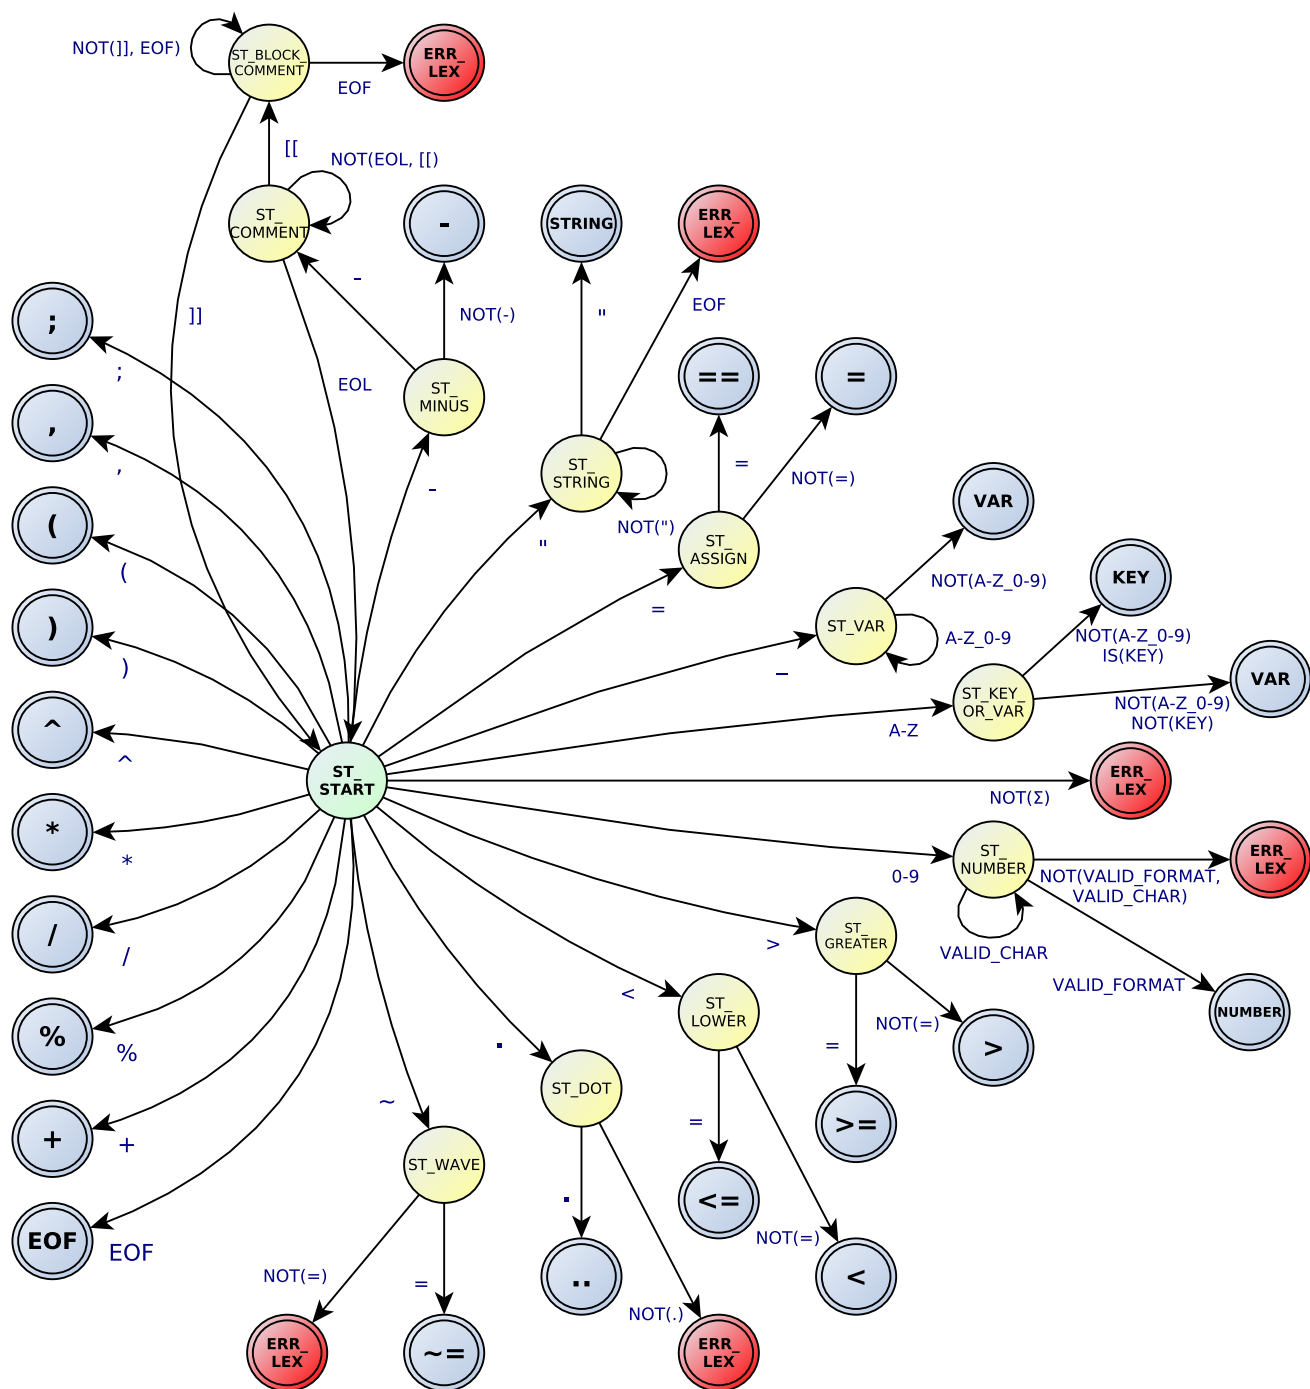 NOT(]], EOF)
ST_BLOCK_
COMMENT
EOF
ERR_
LEX
[[
NOT(EOL, [[)
ST_
COMMENT
-
STRING
ERR_
LEX
-
NOT(-)
"
EOF
]]
;
;
EOL
ST_
MINUS
==
=
,
,
-
ST_
STRING
NOT(")
=
NOT(=)
VAR
(
(
"
ST_
ASSIGN
=
NOT(A-Z_0-9)
KEY
)
)
ST_VAR
A-Z_0-9
NOT(A-Z_0-9)
IS(KEY)
_
ST_KEY_
OR_VAR
VAR
NOT(A-Z_0-9)
NOT(KEY)
A-Z
^
^
ST_
START
ERR_
LEX
NOT(Σ)
*
*
0-9
ST_
NUMBER
ERR_
LEX
NOT(VALID_FORMAT,
VALID_CHAR)
VALID_CHAR
VALID_FORMAT
NUMBER
/
/
>
ST_
GREATER
NOT(=)
>
=
>=
%
%
<
ST_
LOWER
=
<=
NOT(=)
<
+
+
.
ST_DOT
.
..
NOT(.)
ERR_
LEX
EOF
EOF
~
ST_WAVE
NOT(=)
=
ERR_
LEX
~=